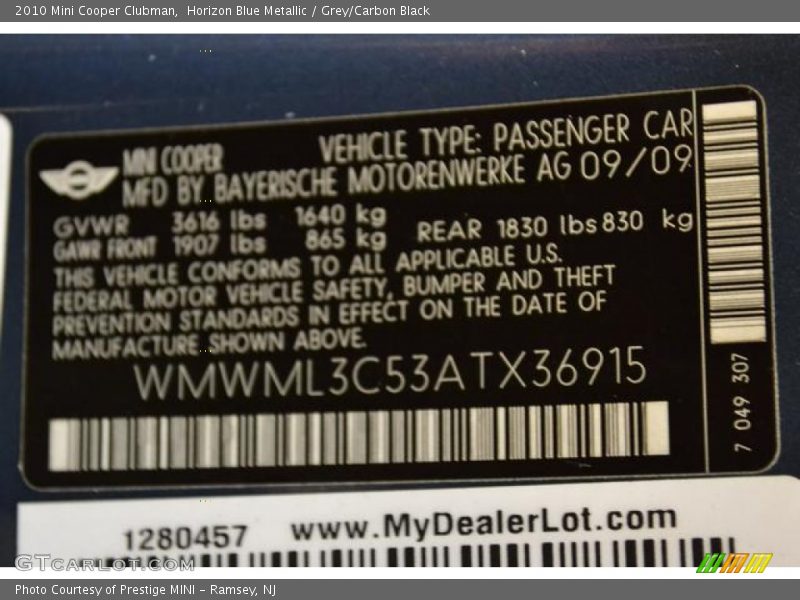 2010 Mini Cooper Clubman,  Horizon Blue Metallic / Grey/Carbon Black
MINI COOPER
VEHICLE TYPE: PASSENGER CAR
MFD BY BAYERISCHE MOTORENWERKE AG 09/09
GVWR 3616 lbs 1640 kg
GAWR FRONT 1907 lbs 865 kg REAR 1830 lbs 830 kg
THIS VEHICLE CONFORMS TO ALL APPLICABLE U.S.
FEDERAL MOTOR VEHICLE SAFETY, BUMPER AND THEFT
PREVENTION STANDARDS IN EFFECT ON THE DATE OF
MANUFACTURE SHOWN ABOVE.
WMWML3C53ATX36915
7 049 307
1280457 www.MyDealerLot.com
GTCARLOT.COM
Photo Courtesy of Prestige MINI - Ramsey, NJ